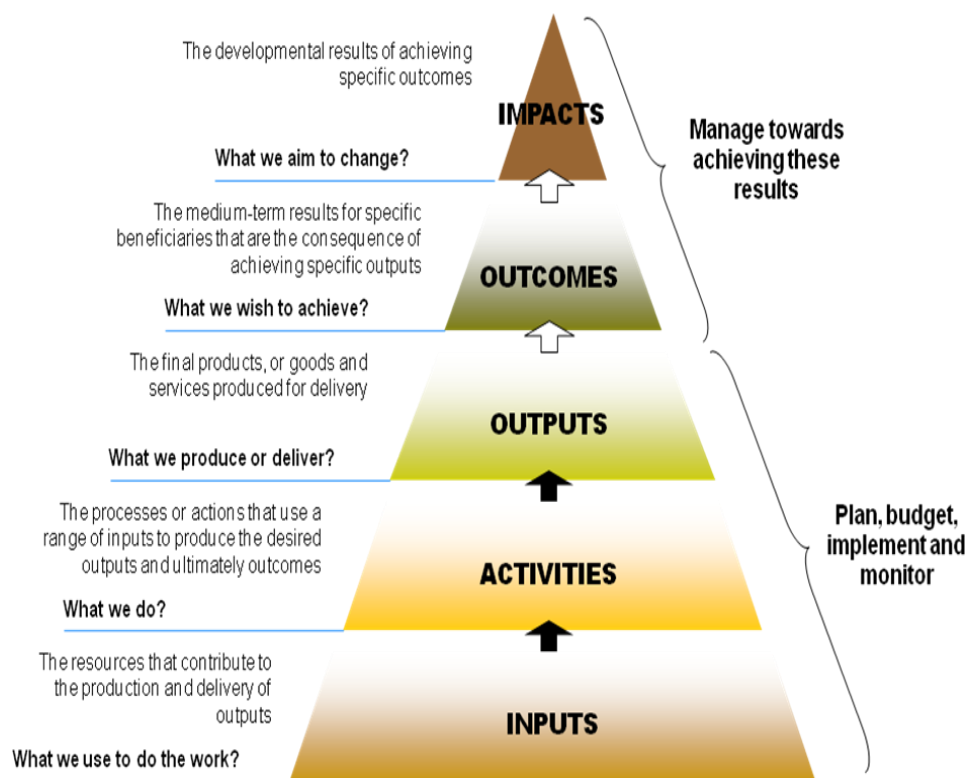 The developmental results of achieving
specific outcomes
IMPACTS
What we aim to change?
Manage towards
achieving these
results
The medium-term results for specific
beneficiaries that are the consequence of
achieving specific outputs
OUTCOMES
What we wish to achieve?
The final products, or goods and
services produced for delivery
OUTPUTS
What we produce or deliver?
The processes or actions that use a
range of inputs to produce the desired
outputs and ultimately outcomes
ACTIVITIES
What we do?
Plan, budget,
implement and
monitor
The resources that contribute to
the production and delivery of
outputs
INPUTS
What we use to do the work?